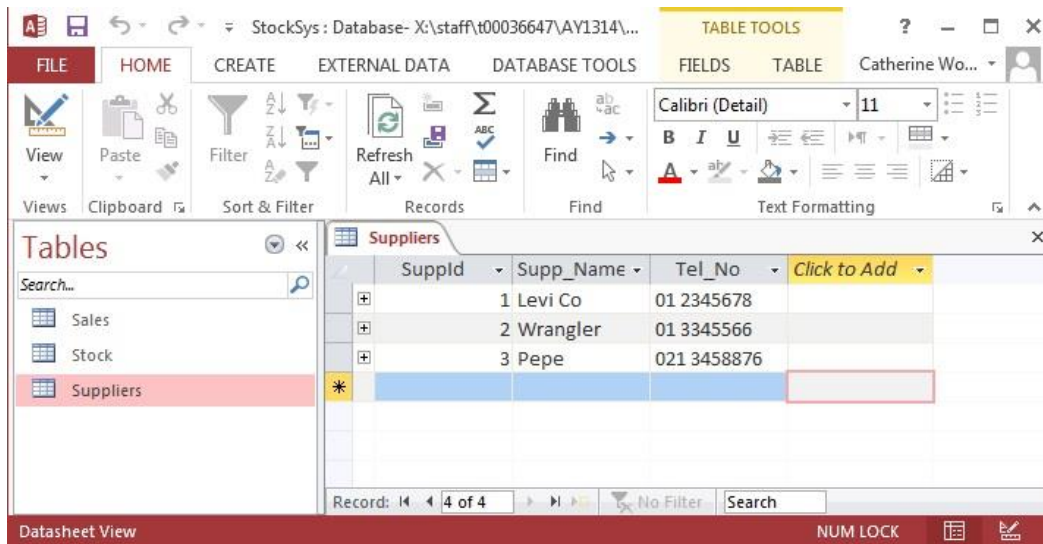 StockSys : Database- X:\staff\t00036647\AY1314\... TABLE TOOLS ? – □ ✕
FILE HOME CREATE EXTERNAL DATA DATABASE TOOLS FIELDS TABLE Catherine Wo...
View Paste Filter Refresh All Find Calibri (Detail) 11
B I U
Views Clipboard Sort & Filter Records Find Text Formatting
Tables «
Search...
Sales
Stock
Suppliers
Suppliers
SuppId Supp_Name Tel_No Click to Add
1 Levi Co 01 2345678
2 Wrangler 01 3345566
3 Pepe 021 3458876
Record: 4 of 4 No Filter Search
Datasheet View NUM LOCK